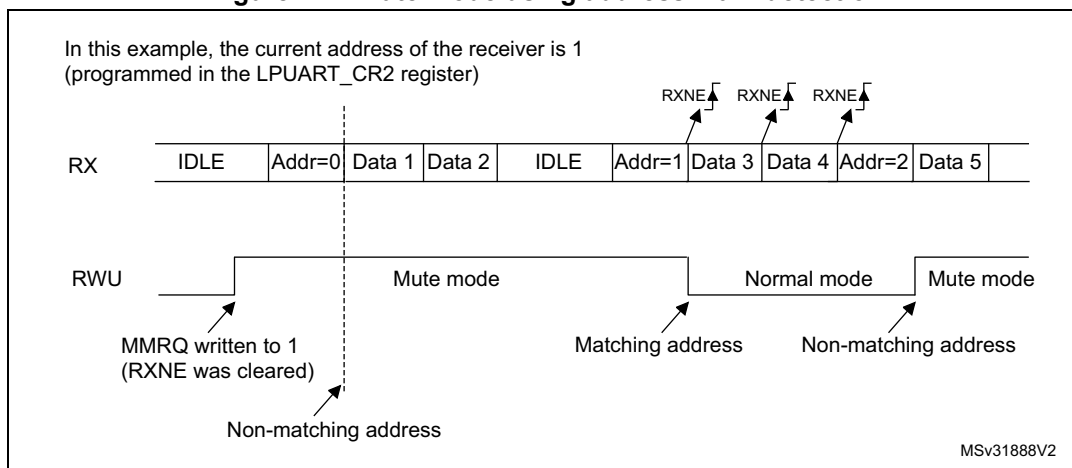 In this example, the current address of the receiver is 1
(programmed in the LPUART_CR2 register)
RXNE RXNE RXNE
RX IDLE Addr=0 Data 1 Data 2 IDLE Addr=1 Data 3 Data 4 Addr=2 Data 5
RWU Mute mode Normal mode Mute mode
MMRQ written to 1 Matching address Non-matching address
(RXNE was cleared)
Non-matching address
MSv31888V2